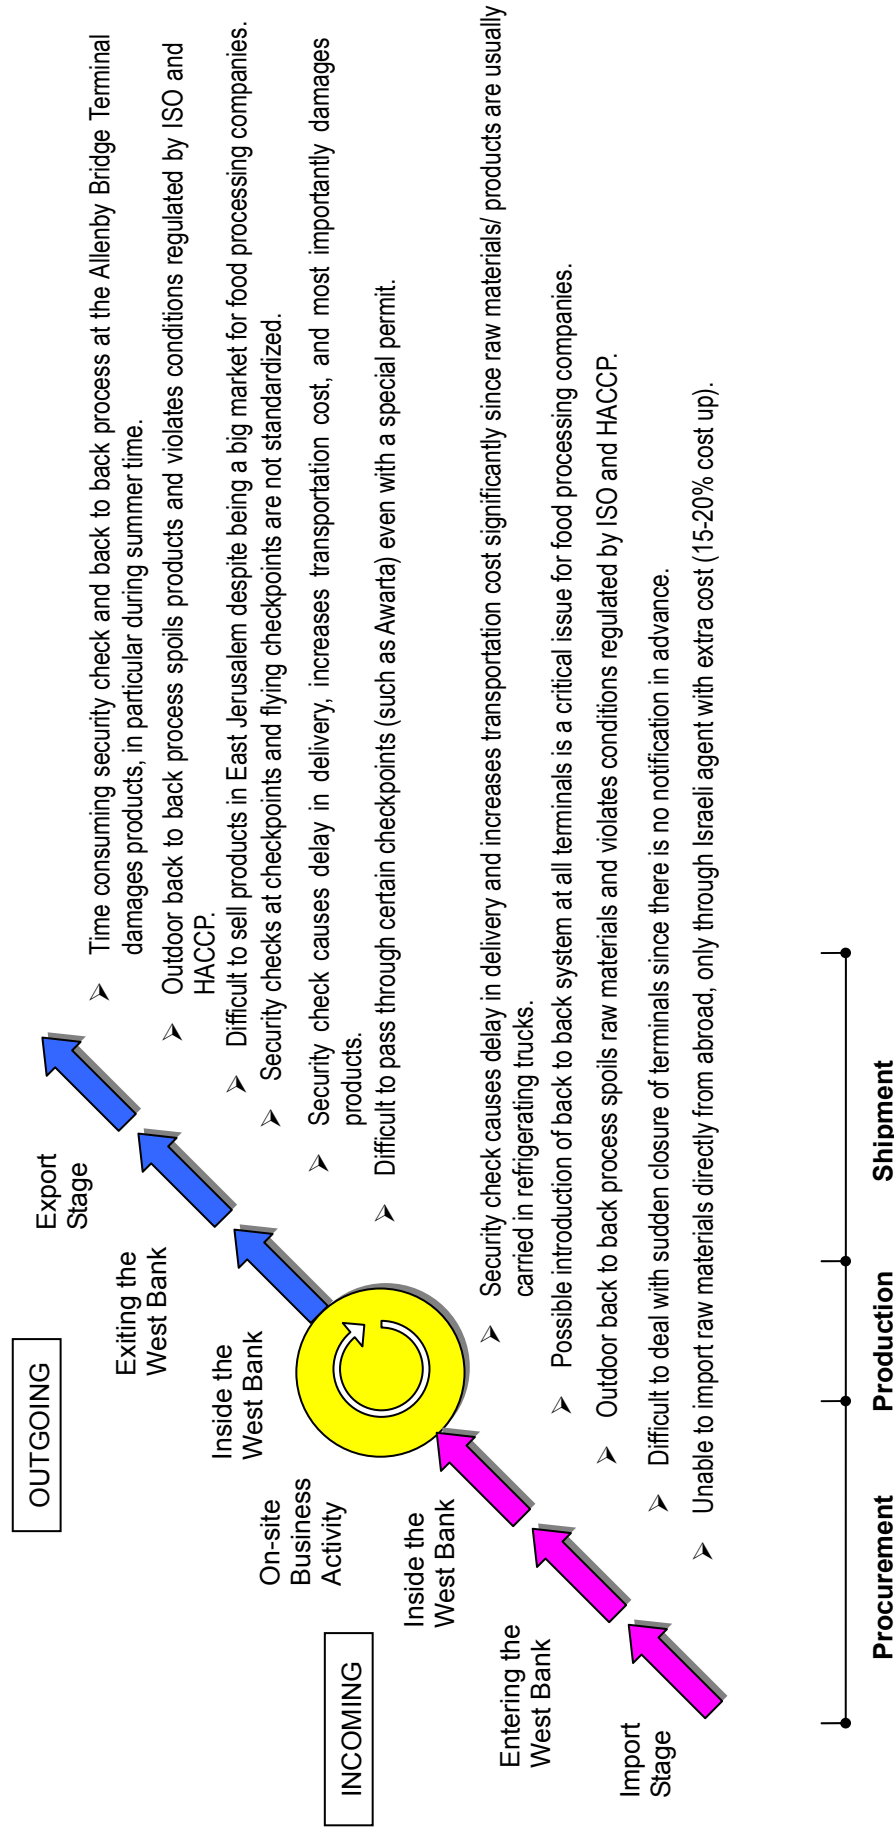 OUTGOING
Export
Stage
Exiting the
West Bank
Inside the
West Bank
On-site
Business
Activity
INCOMING
Inside the
West Bank
Entering the
West Bank
Import
Stage
➢ Time consuming security check and back to back process at the Allenby Bridge Terminal
damages products, in particular during summer time.
➢ Outdoor back to back process spoils products and violates conditions regulated by ISO and
HACCP.
➢ Difficult to sell products in East Jerusalem despite being a big market for food processing companies.
➢ Security checks at checkpoints and flying checkpoints are not standardized.
➢ Security check causes delay in delivery, increases transportation cost, and most importantly damages
products.
➢ Difficult to pass through certain checkpoints (such as Awarta) even with a special permit.
➢ Security check causes delay in delivery and increases transportation cost significantly since raw materials/ products are usually
carried in refrigerating trucks.
➢ Possible introduction of back to back system at all terminals is a critical issue for food processing companies.
➢ Outdoor back to back process spoils raw materials and violates conditions regulated by ISO and HACCP.
➢ Difficult to deal with sudden closure of terminals since there is no notification in advance.
➢ Unable to import raw materials directly from abroad, only through Israeli agent with extra cost (15-20% cost up).
Procurement
Production
Shipment